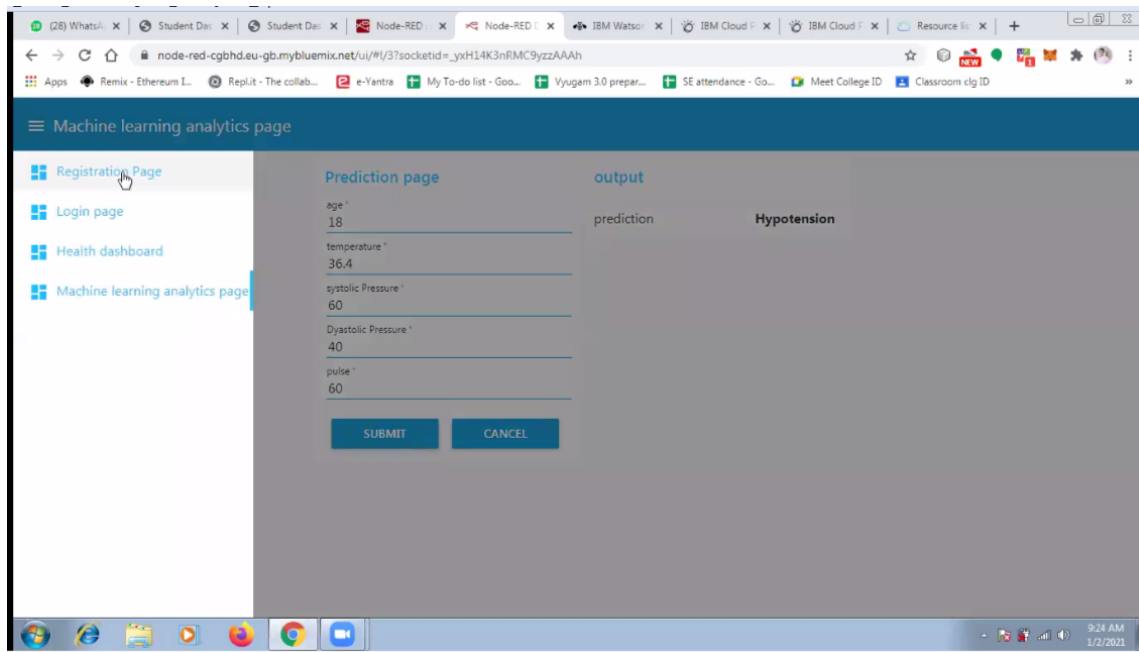 (28) WhatsA
Student Das
Student Das
Node-RED
Node-RED D
IBM Watson
IBM Cloud P
IBM Cloud F
Resource lis
node-red-cgbhd.eu-gb.mybluemix.net/ui/#!/3?socketid=_yxH14K3nRMC9yzzAAAh
NEW
Apps
Remix - Ethereum I...
Repl.it - The collab...
e-Yantra
My To-do list - Goo...
Vyugam 3.0 prepar...
SE attendance - Go...
Meet College ID
Classroom clg ID
»
Machine learning analytics page
Registration Page
Login page
Health dashboard
Machine learning analytics page
Prediction page
age *
18
temperature *
36.4
systolic Pressure *
60
Dyastolic Pressure *
40
pulse *
60
SUBMIT
CANCEL
output
prediction Hypotension
9:24 AM
1/2/2021